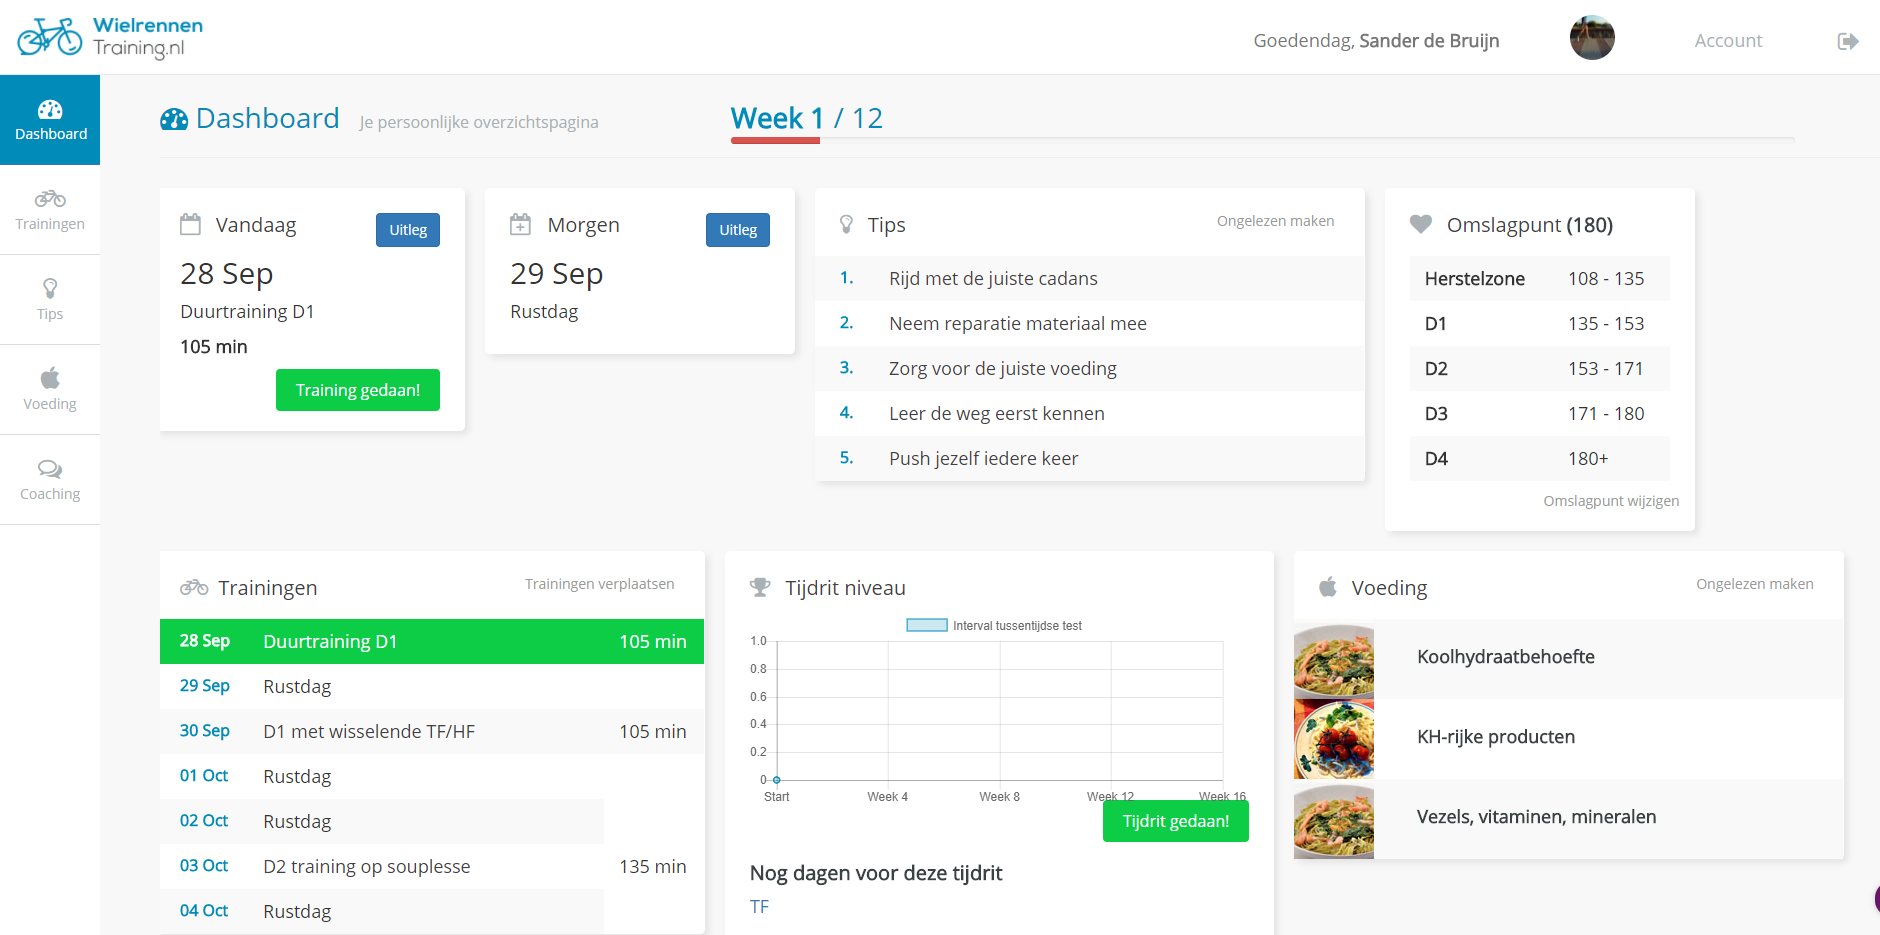 Wielrennen
Training.nl
Goedendag, Sander de Bruijn
Account
Dashboard
Trainingen
Tips
Voeding
Coaching
Dashboard Je persoonlijke overzichtspagina
Week 1 / 12
Vandaag
Uitleg
28 Sep
Duurtraining D1
105 min
Training gedaan!
Morgen
Uitleg
29 Sep
Rustdag
Tips
Ongelezen maken
1. Rijd met de juiste cadans
2. Neem reparatie materiaal mee
3. Zorg voor de juiste voeding
4. Leer de weg eerst kennen
5. Push jezelf iedere keer
Omslagpunt (180)
Herstelzone 108 - 135
D1 135 - 153
D2 153 - 171
D3 171 - 180
D4 180+
Omslagpunt wijzigen
Trainingen
Trainingen verplaatsen
28 Sep Duurtraining D1 105 min
29 Sep Rustdag
30 Sep D1 met wisselende TF/HF 105 min
01 Oct Rustdag
02 Oct Rustdag
03 Oct D2 training op souplesse 135 min
04 Oct Rustdag
Tijdrit niveau
Interval tussentijdse test
1.0
0.8
0.6
0.4
0.2
0
Start Week 4 Week 8 Week 12 Week 16
Tijdrit gedaan!
Nog dagen voor deze tijdrit
TF
Voeding
Ongelezen maken
Koolhydraatbehoefte
KH-rijke producten
Vezels, vitaminen, mineralen